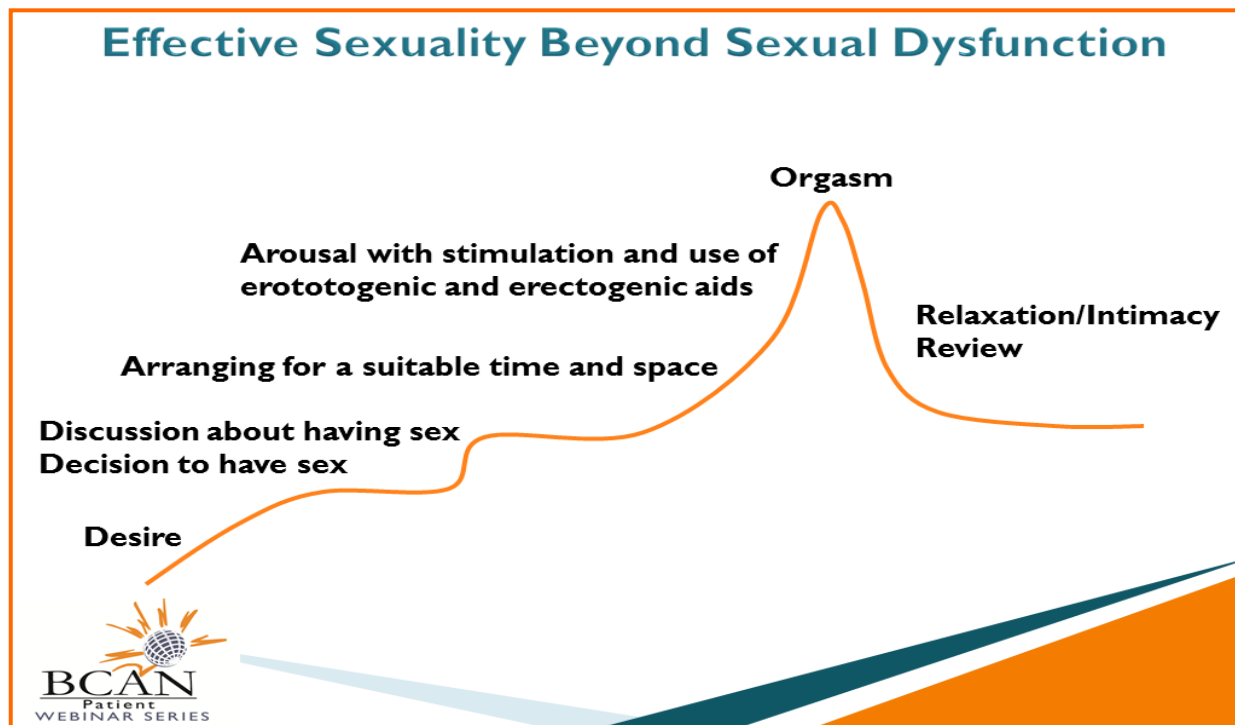 Effective Sexuality Beyond Sexual Dysfunction
Orgasm
Arousal with stimulation and use of
erototogenic and erectogenic aids
Relaxation/Intimacy
Review
Arranging for a suitable time and space
Discussion about having sex
Decision to have sex
Desire
BCAN
Patient
WEBINAR SERIES